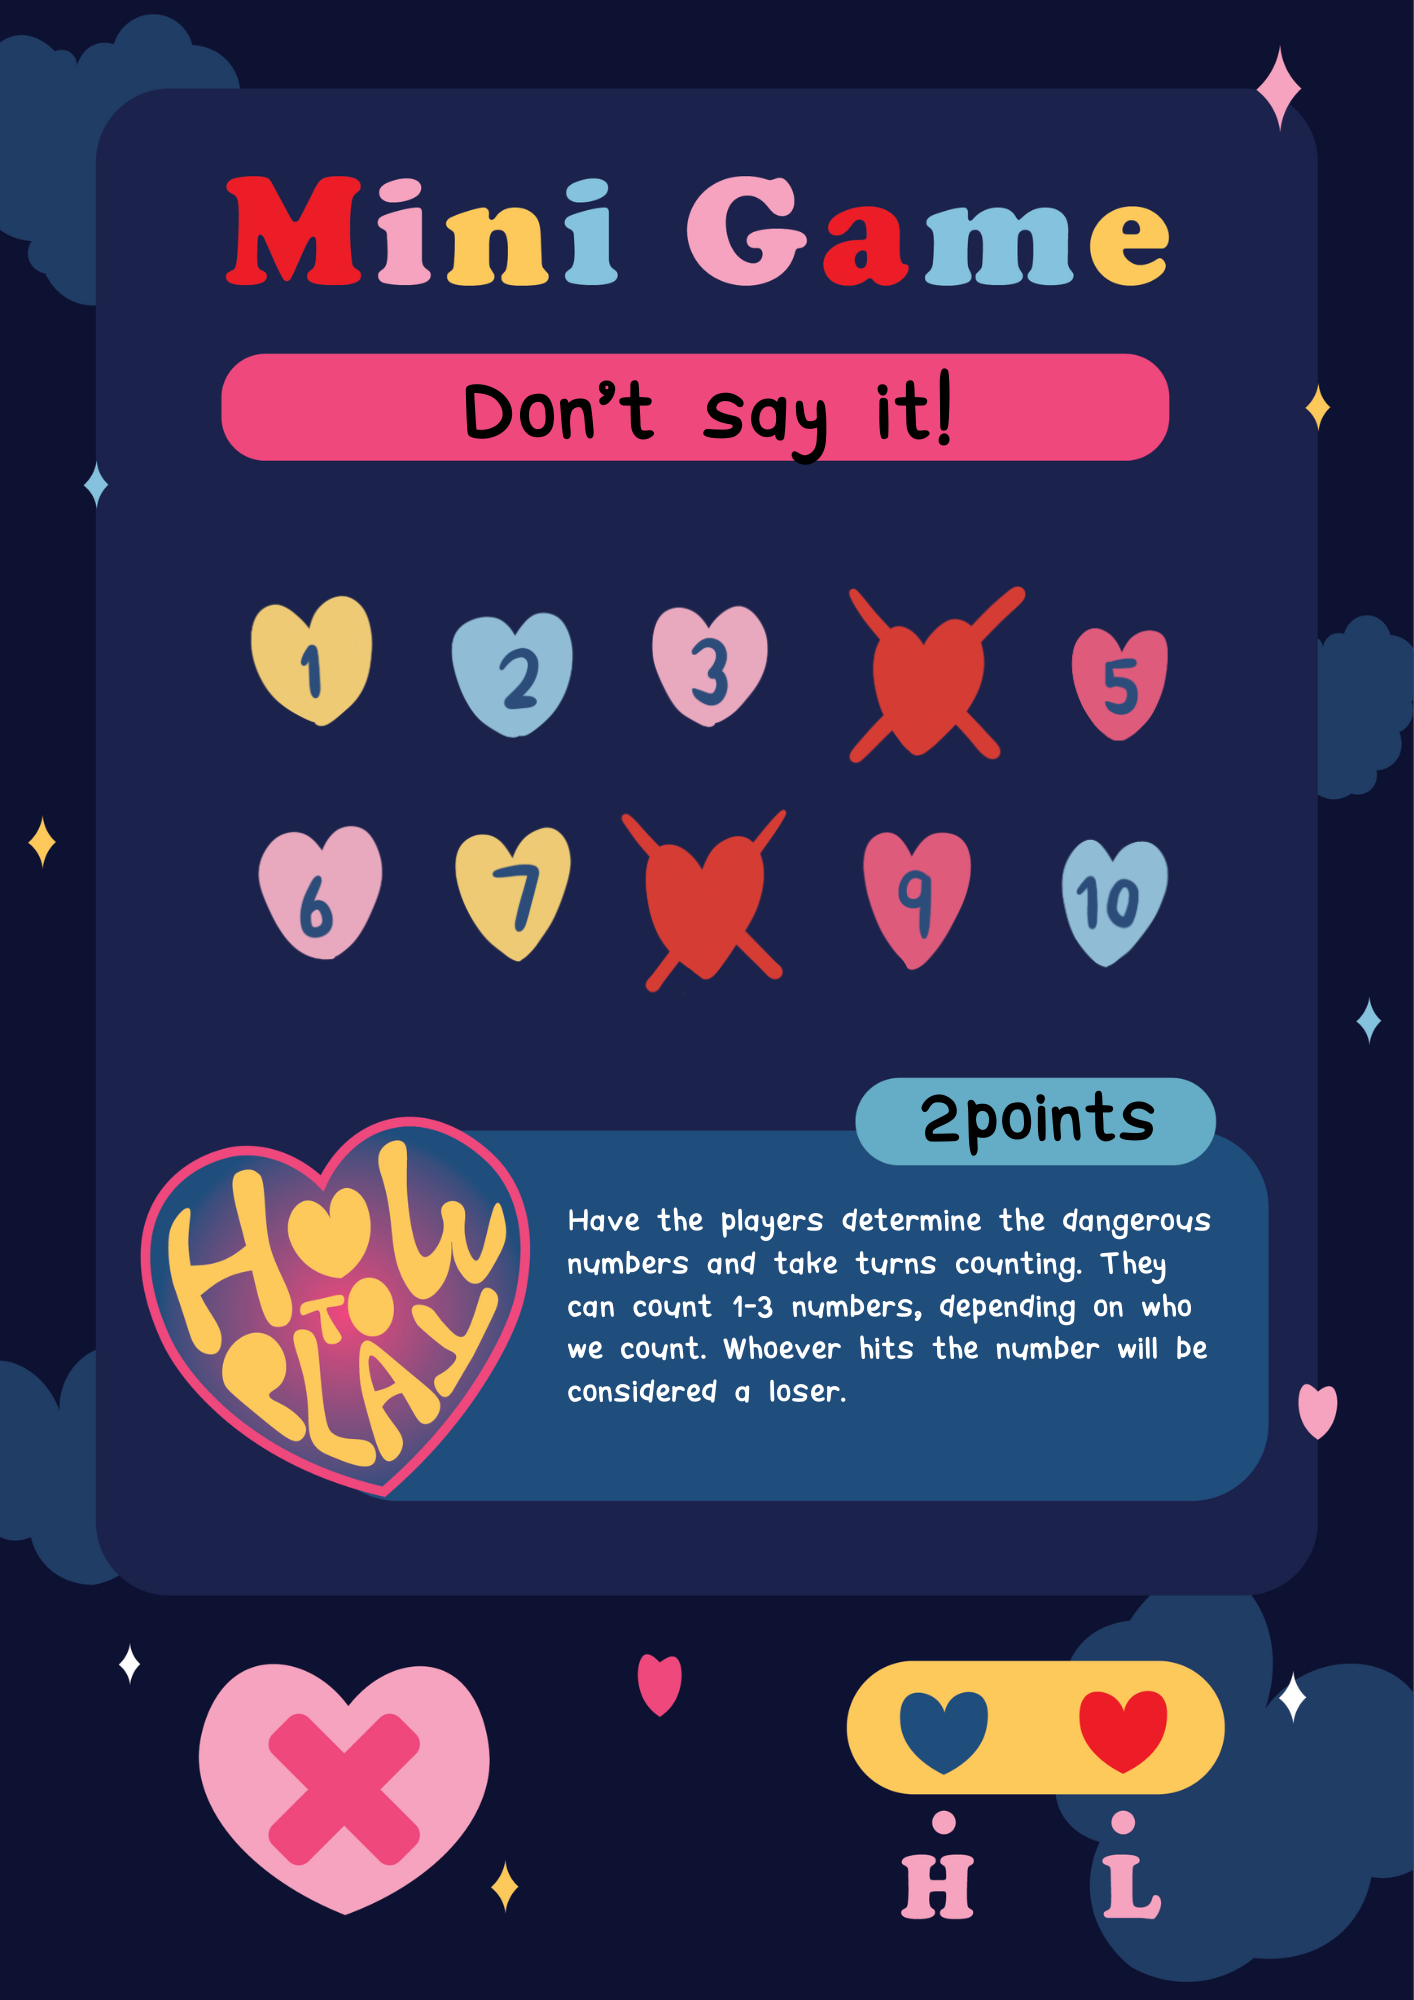 Mini Game
Don't say it!
1 2 3 5
6 7 9 10
2points
HOW
TO
PLAY
Have the players determine the dangerous
numbers and take turns counting. They
can count 1-3 numbers, depending on who
we count. Whoever hits the number will be
considered a loser.
H L